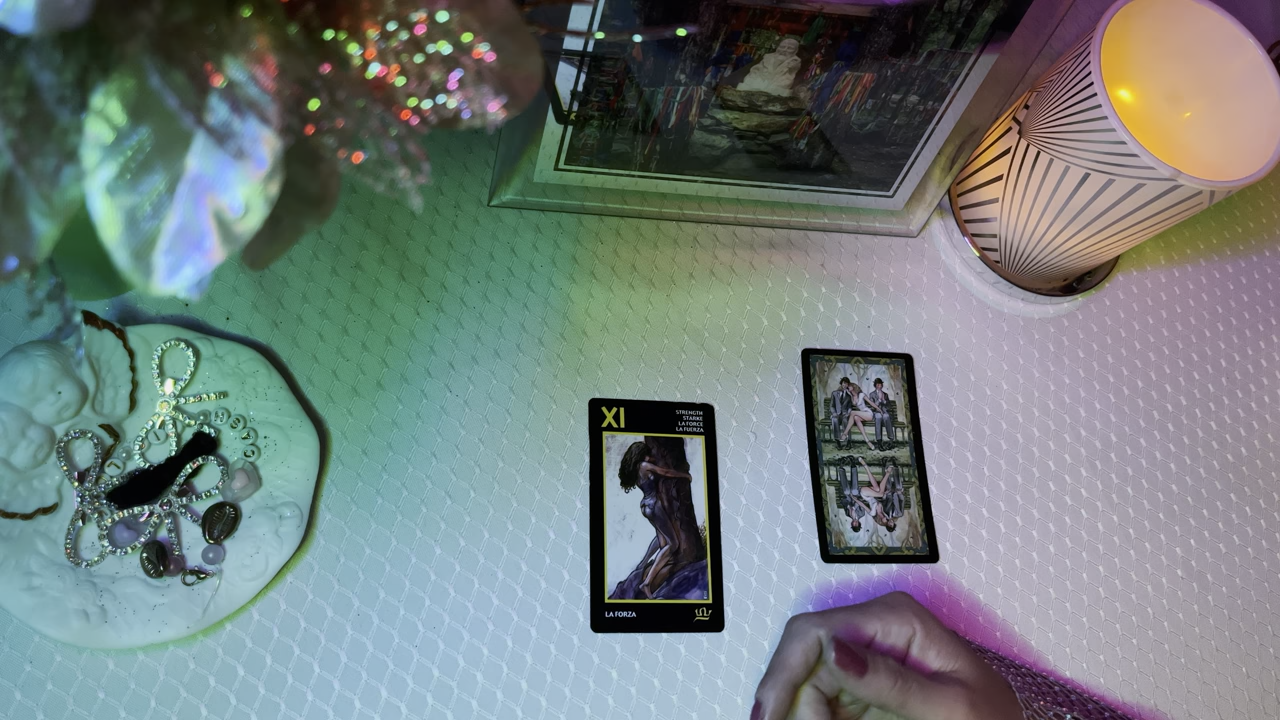 XI
STRENGTH
STÄRKE
LA FORCE
LA FUERZA
LA FORZA